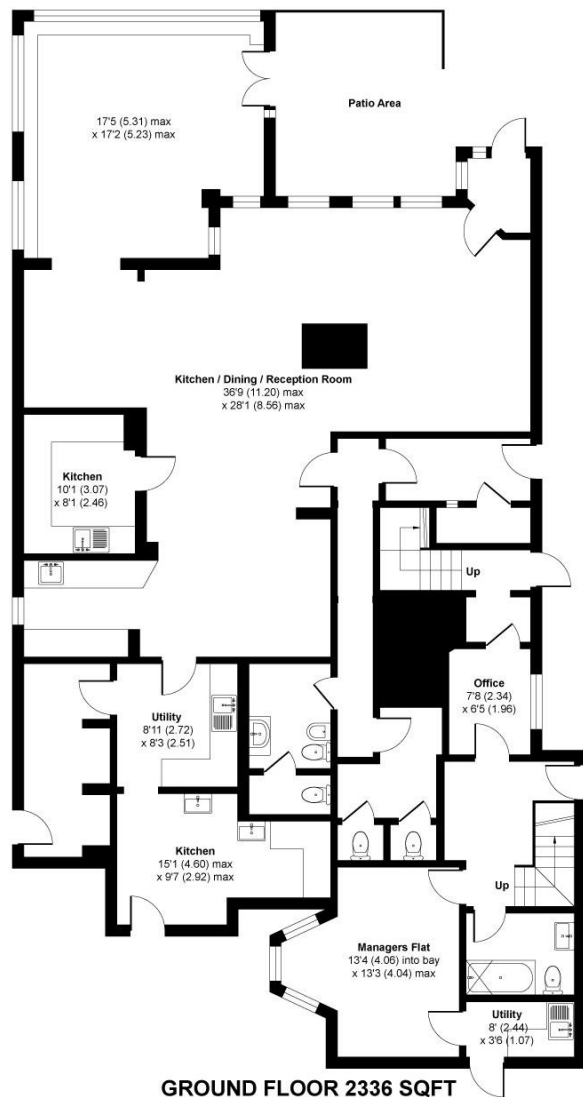 17'5 (5.31) max
x 17'2 (5.23) max
Patio Area
Kitchen / Dining / Reception Room
36'9 (11.20) max
x 28'1 (8.56) max
Kitchen
10'1 (3.07)
x 8'1 (2.46)
Up
Office
7'8 (2.34)
x 6'5 (1.96)
Utility
8'11 (2.72)
x 8'3 (2.51)
Kitchen
15'1 (4.60) max
x 9'7 (2.92) max
Up
Managers Flat
13'4 (4.06) into bay
x 13'3 (4.04) max
Utility
8' (2.44)
x 3'6 (1.07)
GROUND FLOOR 2336 SQFT